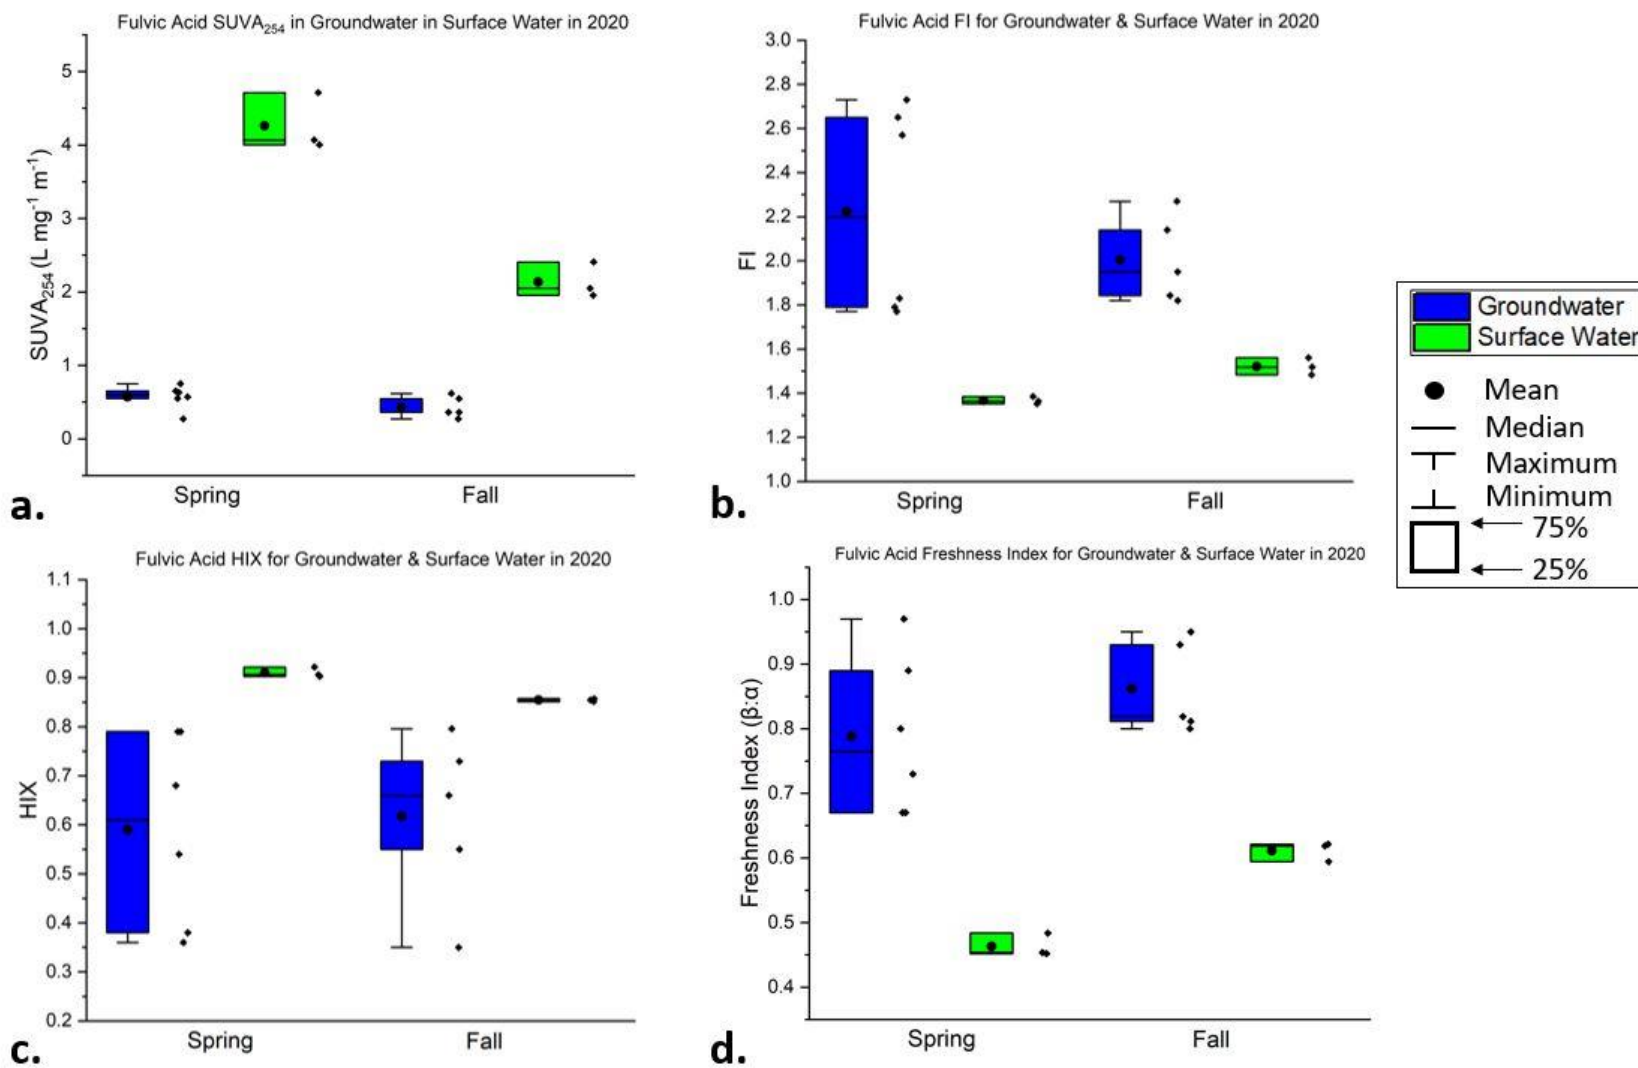 Fulvic Acid SUVA254 in Groundwater in Surface Water in 2020
5
4
3
2
1
0
SUVA254 (L mg-1 m-1)
Spring
Fall
a.
Fulvic Acid FI for Groundwater & Surface Water in 2020
3.0
2.8
2.6
2.4
2.2
2.0
1.8
1.6
1.4
1.2
1.0
FI
Spring
Fall
b.
Groundwater
Surface Water
Mean
Median
Maximum
Minimum
75%
25%
Fulvic Acid HIX for Groundwater & Surface Water in 2020
1.1
1.0
0.9
0.8
0.7
0.6
0.5
0.4
0.3
0.2
HIX
Spring
Fall
c.
Fulvic Acid Freshness Index for Groundwater & Surface Water in 2020
1.0
0.9
0.8
0.7
0.6
0.5
0.4
Freshness Index (β:α)
Spring
Fall
d.